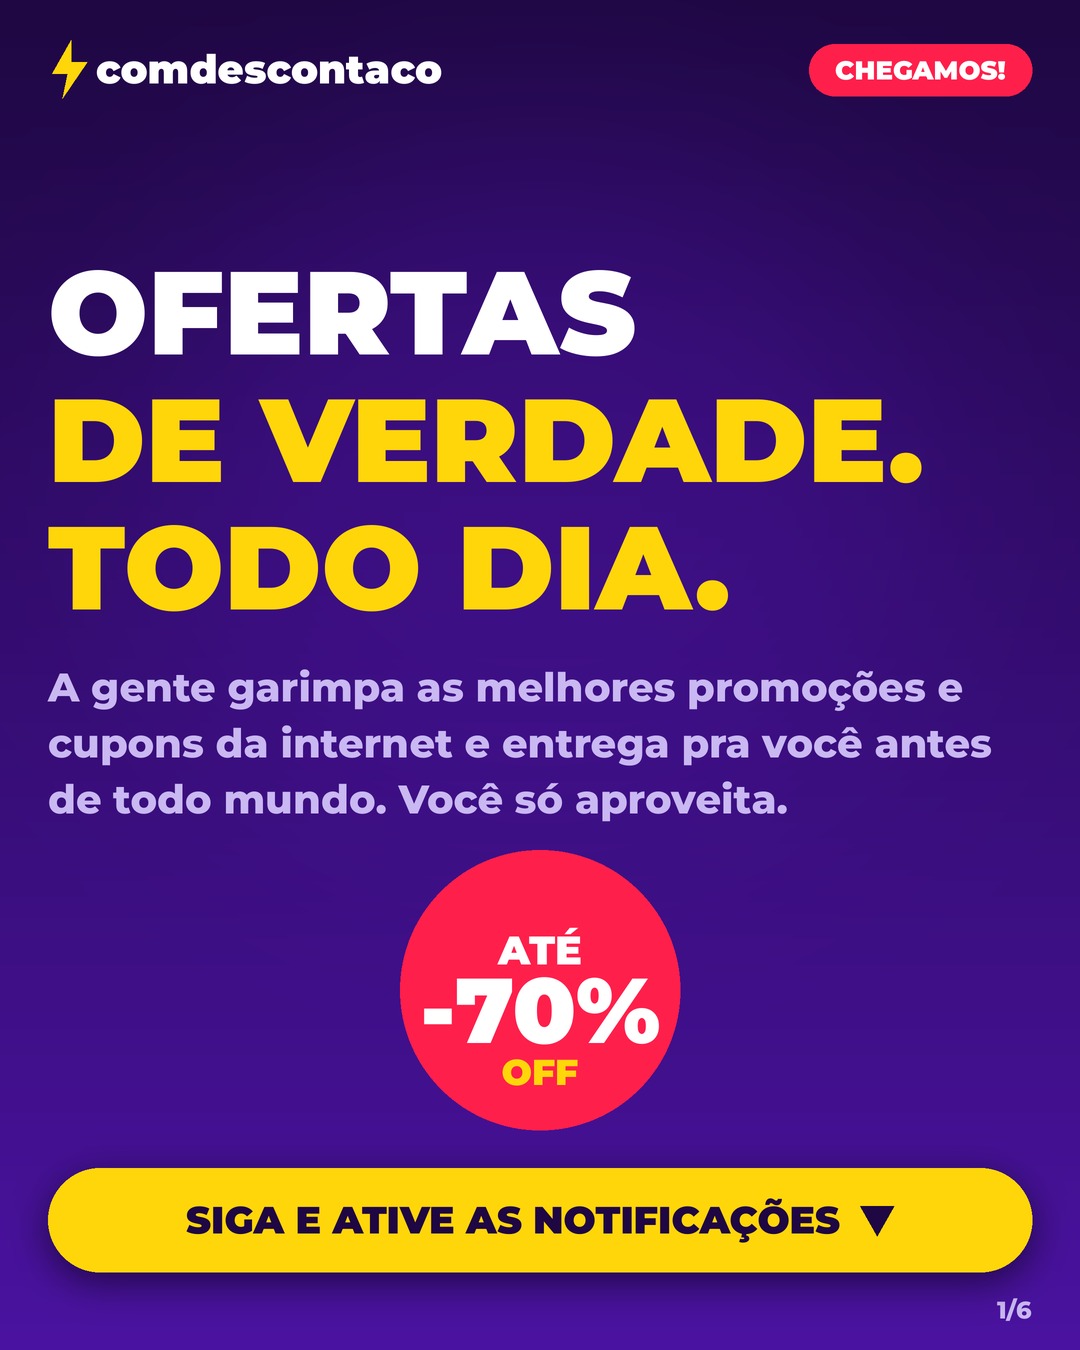 comdescontaco
CHEGAMOS!
OFERTAS
DE VERDADE.
TODO DIA.
A gente garimpa as melhores promoções e
cupons da internet e entrega pra você antes
de todo mundo. Você só aproveita.
ATÉ
-70%
OFF
SIGA E ATIVE AS NOTIFICAÇÕES ▼
1/6